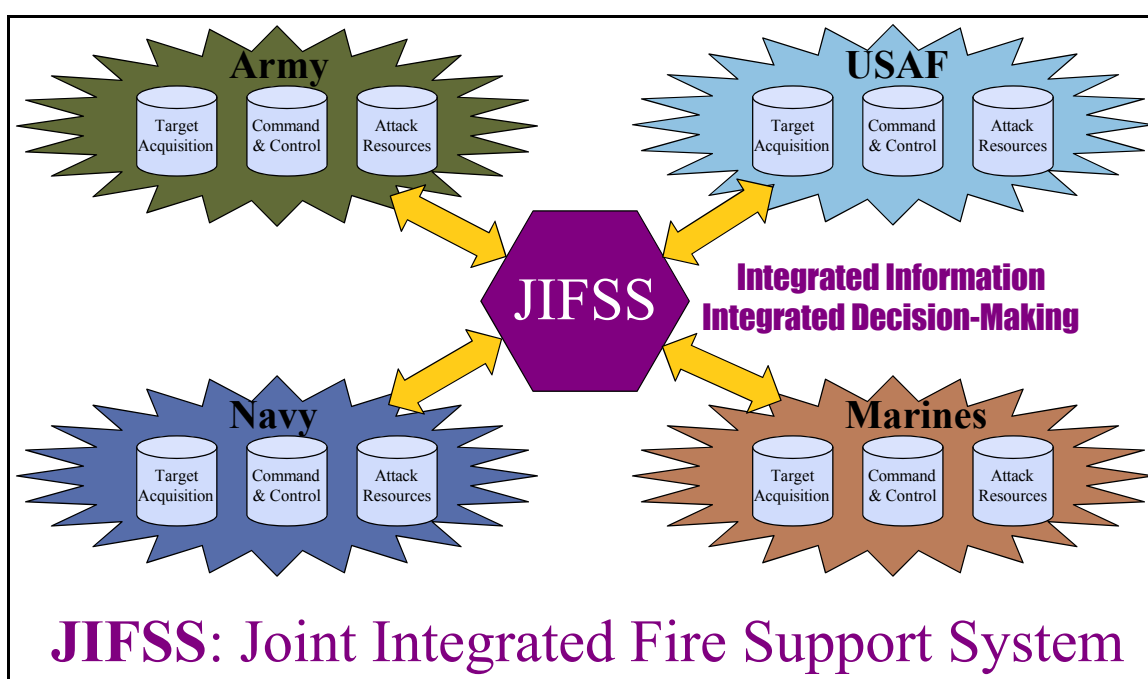 Army
Target
Acquisition
Command
& Control
Attack
Resources
USAF
Target
Acquisition
Command
& Control
Attack
Resources
JIFSS
Integrated Information
Integrated Decision-Making
Navy
Target
Acquisition
Command
& Control
Attack
Resources
Marines
Target
Acquisition
Command
& Control
Attack
Resources
JIFSS: Joint Integrated Fire Support System